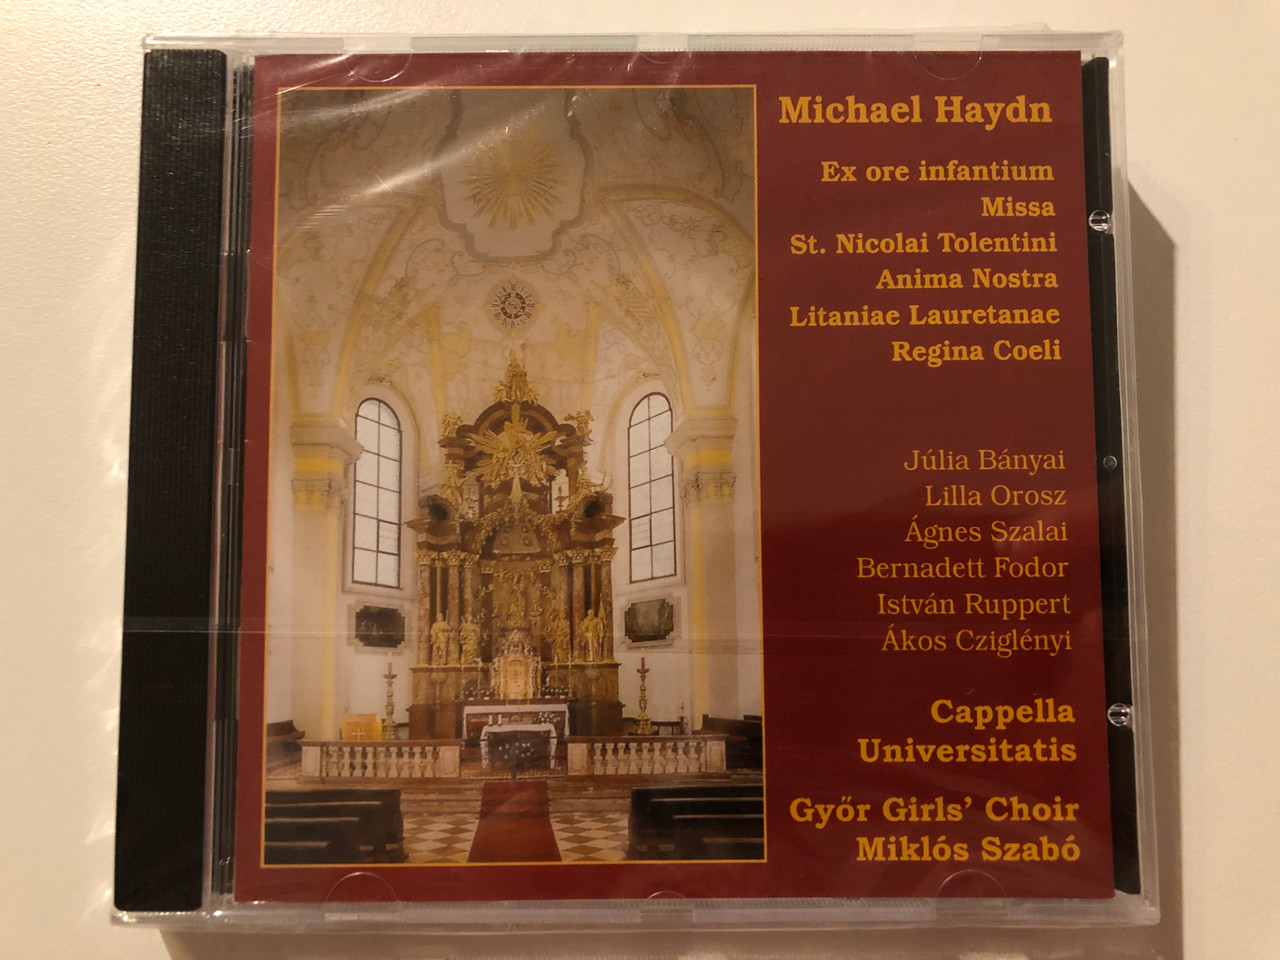 Michael Haydn
Ex ore infantium
Missa
St. Nicolai Tolentini
Anima Nostra
Litaniae Lauretanae
Regina Coeli
Júlia Bányai
Lilla Orosz
Ágnes Szalai
Bernadett Fodor
István Ruppert
Ákos Cziglényi
Cappella
Universitatis
Győr Girls' Choir
Miklós Szabó